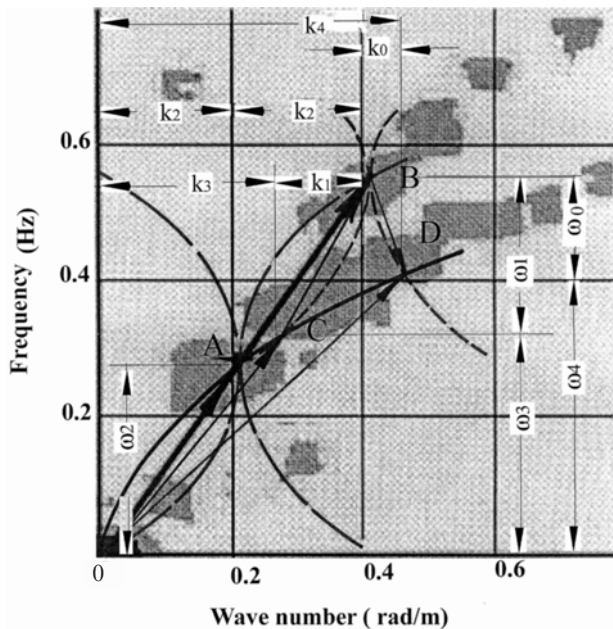 k4
k0
k2
k2
0.6
k3
k1
B
ω1
ω0
D
Frequency (Hz)
0.4
A
C
ω2
ω3
ω4
0.2
0
0.2
0.4
0.6
Wave number ( rad/m)